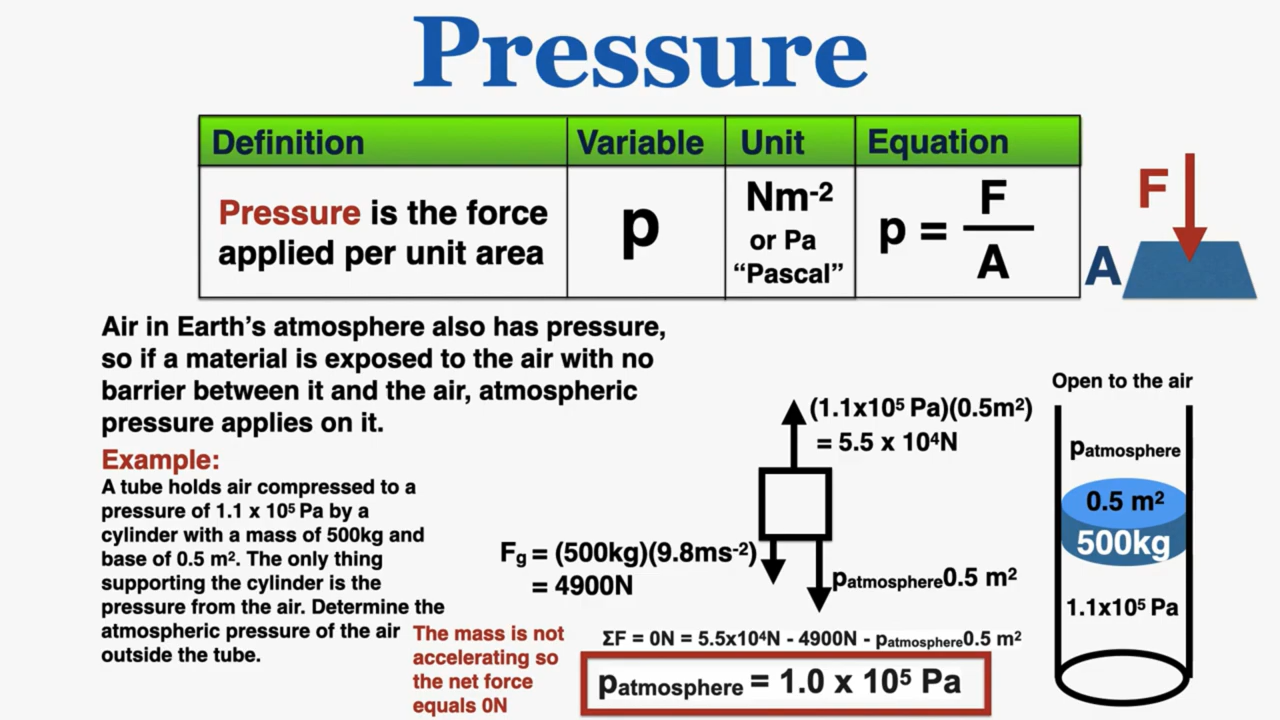 Pressure
Definition Variable Unit Equation
Pressure is the force
applied per unit area
p
Nm-2
or Pa
“Pascal”
p = F
A
F
A
Air in Earth’s atmosphere also has pressure,
so if a material is exposed to the air with no
barrier between it and the air, atmospheric
pressure applies on it.
Example:
A tube holds air compressed to a
pressure of 1.1 x 10⁵ Pa by a
cylinder with a mass of 500kg and
base of 0.5 m². The only thing
supporting the cylinder is the
pressure from the air. Determine the
atmospheric pressure of the air
outside the tube.
The mass is not
accelerating so
the net force
equals 0N
(1.1x10⁵ Pa)(0.5m²)
= 5.5 x 10⁴N
Fg = (500kg)(9.8ms⁻²)
= 4900N
patmosphere0.5 m²
ΣF = 0N = 5.5x10⁴N - 4900N - patmosphere0.5 m²
patmosphere = 1.0 x 10⁵ Pa
Open to the air
patmosphere
0.5 m²
500kg
1.1x10⁵ Pa